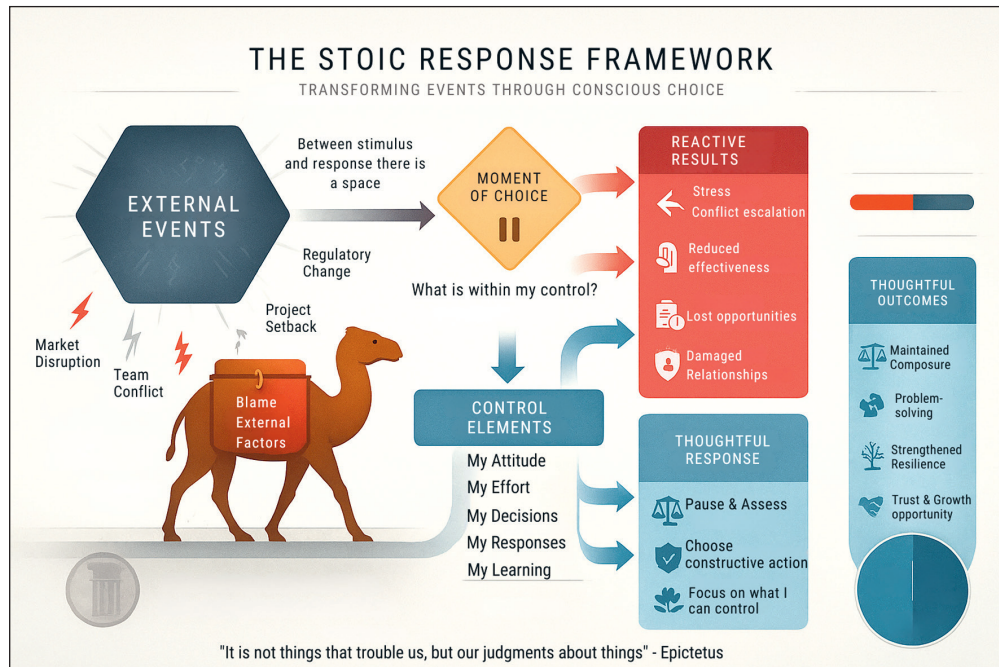 THE STOIC RESPONSE FRAMEWORK
TRANSFORMING EVENTS THROUGH CONSCIOUS CHOICE
EXTERNAL
EVENTS
Between stimulus
and response there is
a space
Regulatory
Change
Market
Disruption
Team
Conflict
Project
Setback
Blame
External
Factors
MOMENT
OF CHOICE
What is within my control?
CONTROL
ELEMENTS
My Attitude
My Effort
My Decisions
My Responses
My Learning
REACTIVE
RESULTS
Stress
Conflict escalation
Reduced
effectiveness
Lost opportunities
Damaged
Relationships
THOUGHTFUL
RESPONSE
Pause & Assess
Choose
constructive action
Focus on what I
can control
THOUGHTFUL
OUTCOMES
Maintained
Composure
Problem-
solving
Strengthened
Resilience
Trust & Growth
opportunity
"It is not things that trouble us, but our judgments about things" - Epictetus